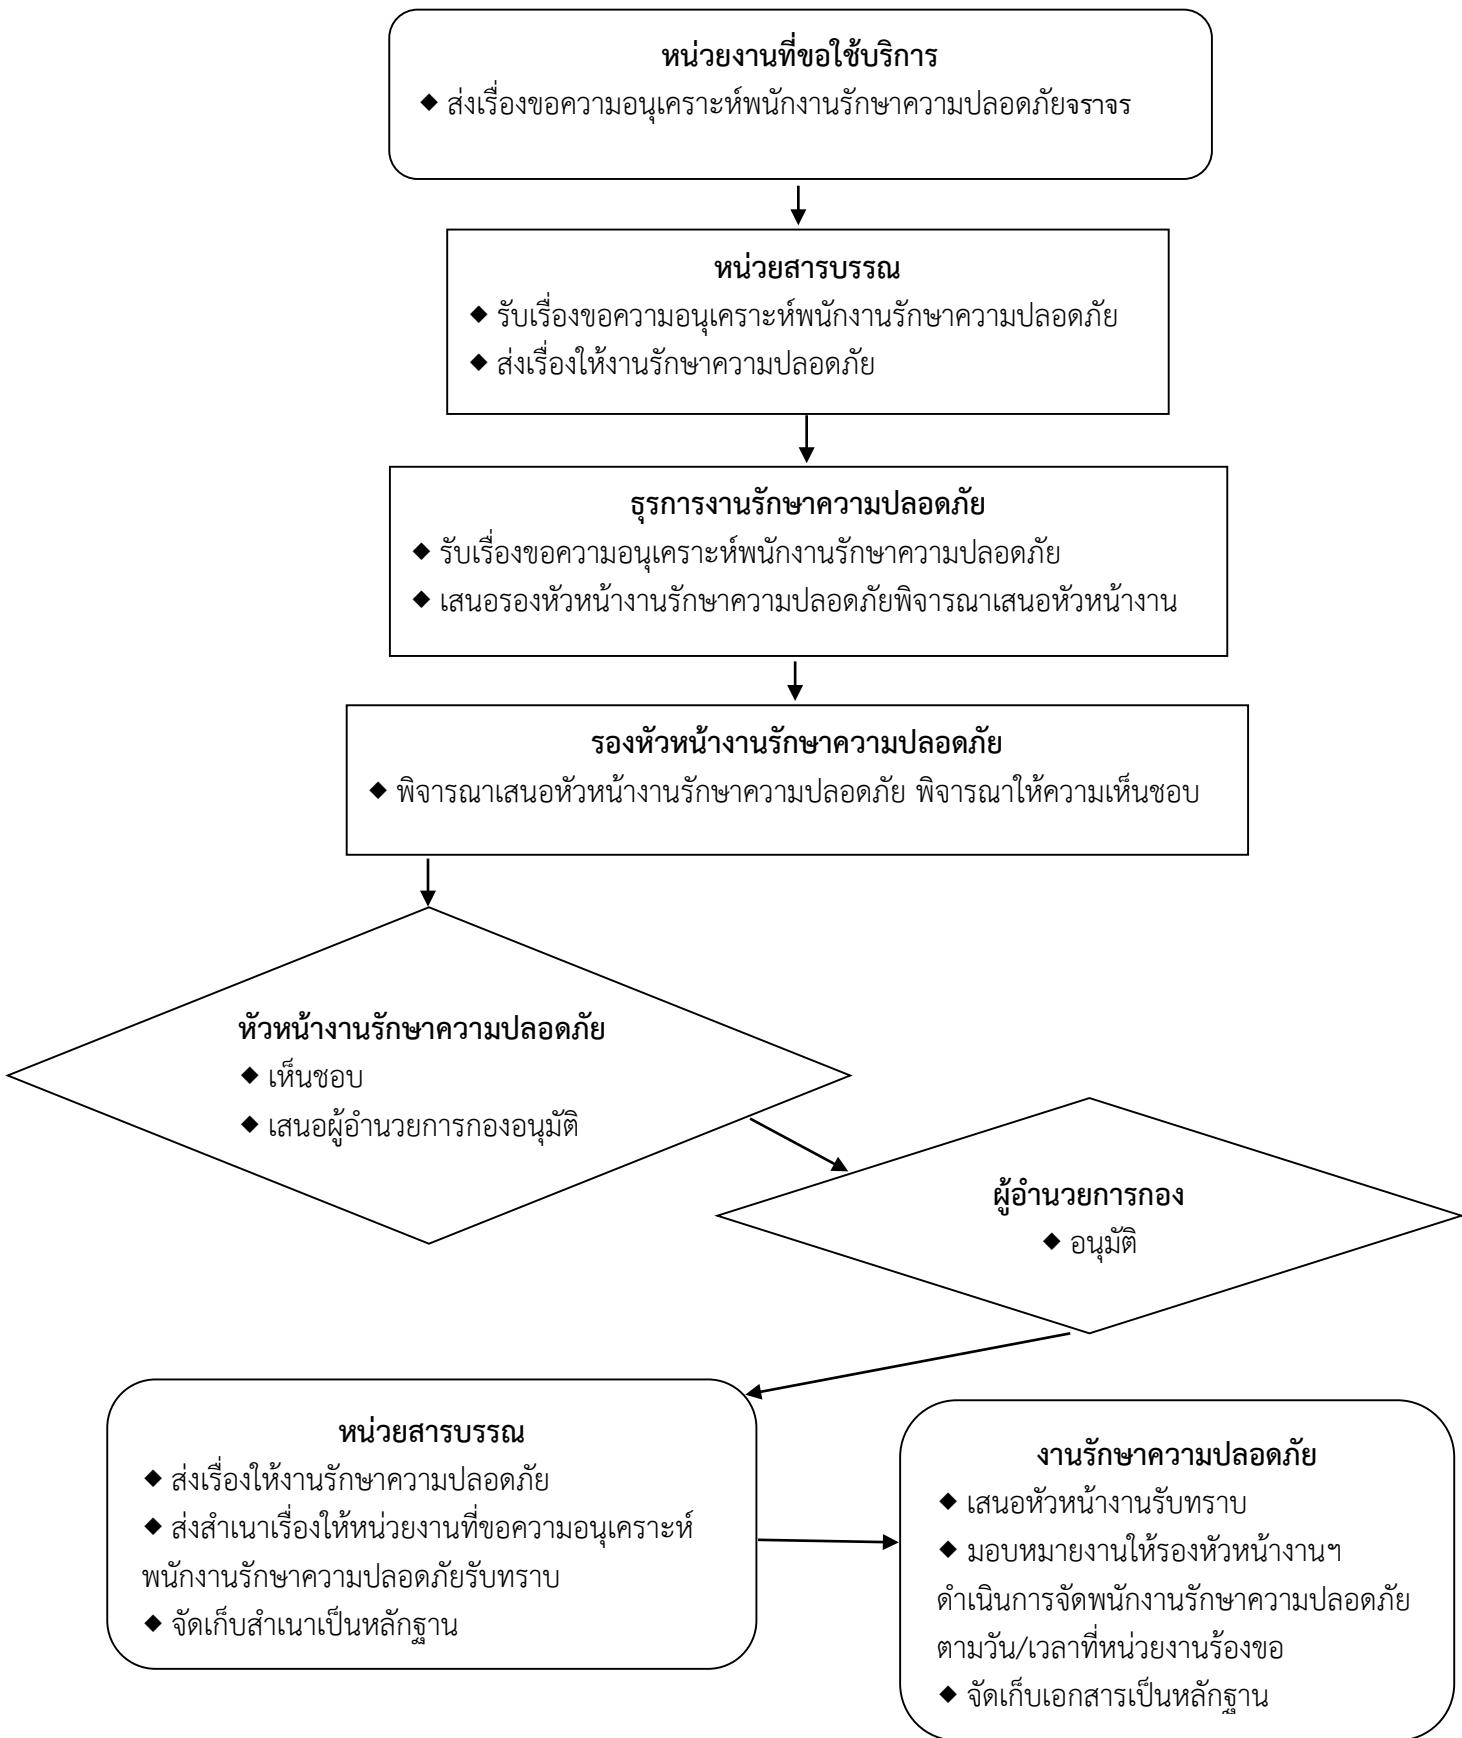 หน่วยงานที่ขอใช้บริการ
◆ ส่งเรื่องขอความอนุเคราะห์พนักงานรักษาความปลอดภัยจราจร
หน่วยสารบรรณ
◆ รับเรื่องขอความอนุเคราะห์พนักงานรักษาความปลอดภัย
◆ ส่งเรื่องให้งานรักษาความปลอดภัย
ธุรการงานรักษาความปลอดภัย
◆ รับเรื่องขอความอนุเคราะห์พนักงานรักษาความปลอดภัย
◆ เสนอรองหัวหน้างานรักษาความปลอดภัยพิจารณาเสนอหัวหน้างาน
รองหัวหน้างานรักษาความปลอดภัย
◆ พิจารณาเสนอหัวหน้างานรักษาความปลอดภัย พิจารณาให้ความเห็นชอบ
หัวหน้างานรักษาความปลอดภัย
◆ เห็นชอบ
◆ เสนอผู้อำนวยการกองอนุมัติ
ผู้อำนวยการกอง
◆ อนุมัติ
หน่วยสารบรรณ
◆ ส่งเรื่องให้งานรักษาความปลอดภัย
◆ ส่งสำเนาเรื่องให้หน่วยงานที่ขอความอนุเคราะห์
พนักงานรักษาความปลอดภัยรับทราบ
◆ จัดเก็บสำเนาเป็นหลักฐาน
งานรักษาความปลอดภัย
◆ เสนอหัวหน้างานรับทราบ
◆ มอบหมายงานให้รองหัวหน้างานฯ
ดำเนินการจัดพนักงานรักษาความปลอดภัย
ตามวัน/เวลาที่หน่วยงานร้องขอ
◆ จัดเก็บเอกสารเป็นหลักฐาน